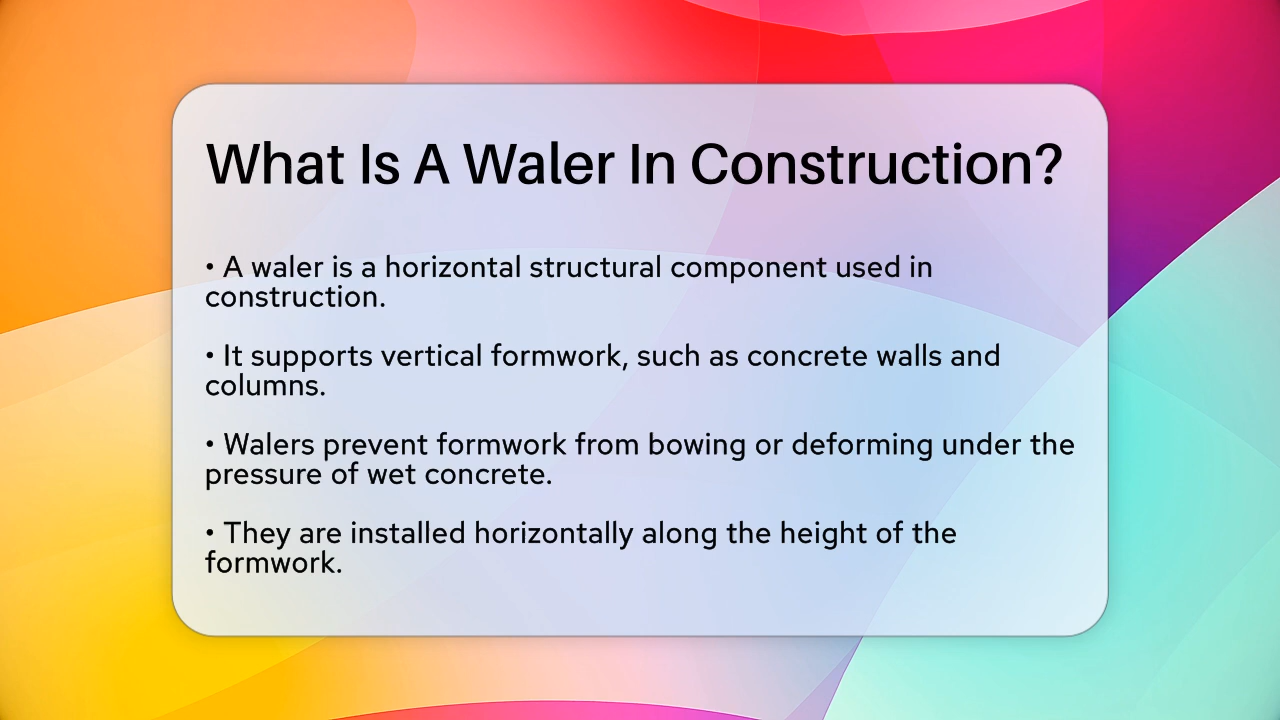 What Is A Waler In Construction?
• A waler is a horizontal structural component used in
construction.
• It supports vertical formwork, such as concrete walls and
columns.
• Walers prevent formwork from bowing or deforming under the
pressure of wet concrete.
• They are installed horizontally along the height of the
formwork.